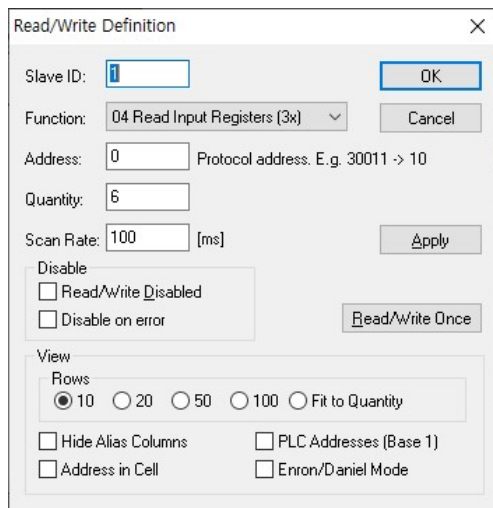 Read/Write Definition
Slave ID: 1
OK
Function: 04 Read Input Registers (3x)
Cancel
Address: 0 Protocol address. E.g. 30011 -> 10
Quantity: 6
Scan Rate: 100 [ms]
Apply
Disable
Read/Write Disabled
Disable on error
Read/Write Once
View
Rows
10 20 50 100 Fit to Quantity
Hide Alias Columns PLC Addresses (Base 1)
Address in Cell Enron/Daniel Mode